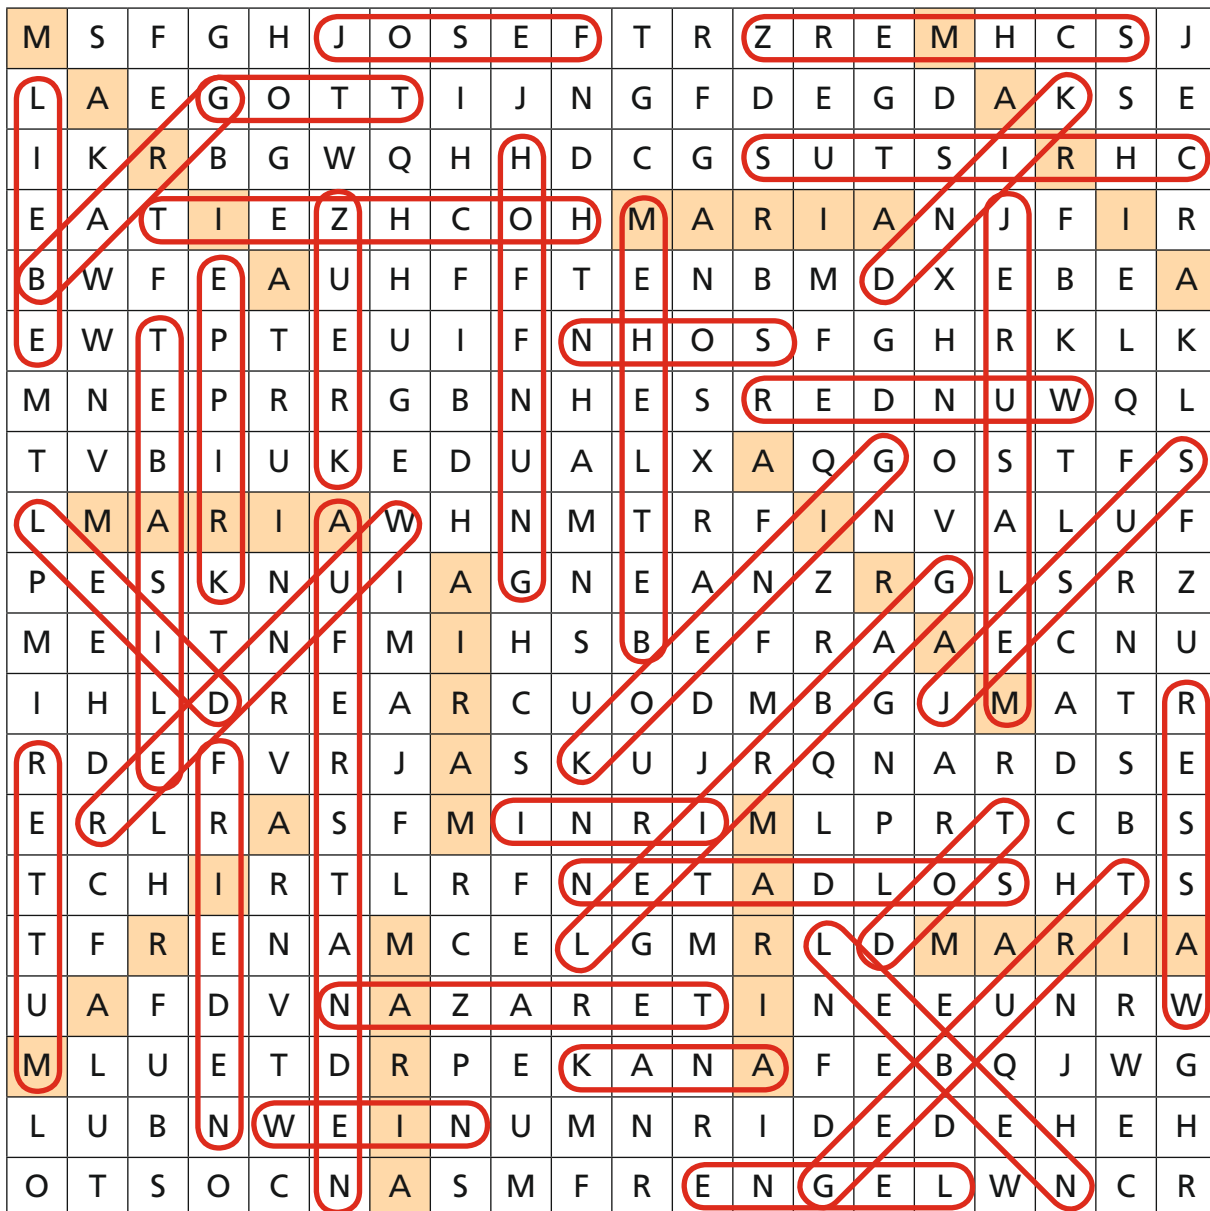 M S F G H J O S E F T R Z R E M H C S J
L A E G O T T I J N G F D E G D A K S E
I K R B G W Q H H D C G S U T S I R H C
E A T I E Z H C O H M A R I A N J F I R
B W F E A U H F F T E N B M D X E B E A
E W T P T E U I F N H O S F G H R K L K
M N E P R R G B N H E S R E D N U W Q L
T V B I U K E D U A L X A Q G O S T F S
L M A R I A W H N M T R F I N V A L U F
P E S K N U I A G N E A N Z R G L S R Z
M E I T N F M I H S B E F R A A E C N U
I H L D R E A R C U O D M B G J M A T R
R D E F V R J A S K U J R Q N A R D S E
E R L R A S F M I N R I M L P R T C B S
T C H I R T L R F N E T A D L O S H T S
T F R E N A M C E L G M R L D M A R I A
U A F D V N A Z A R E T I N E E U N R W
M L U E T D R P E K A N A F E B Q J W G
L U B N W E I N U M N R I D E D E H E H
O T S O C N A S M F R E N G E L W N C R